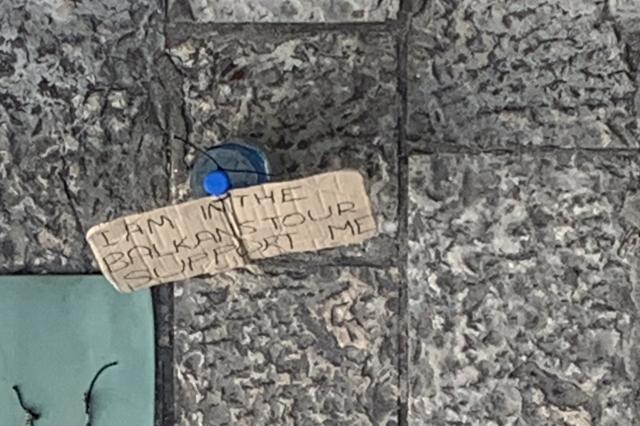 I AM IN THE
BALKANS TOUR
SUPPORT ME